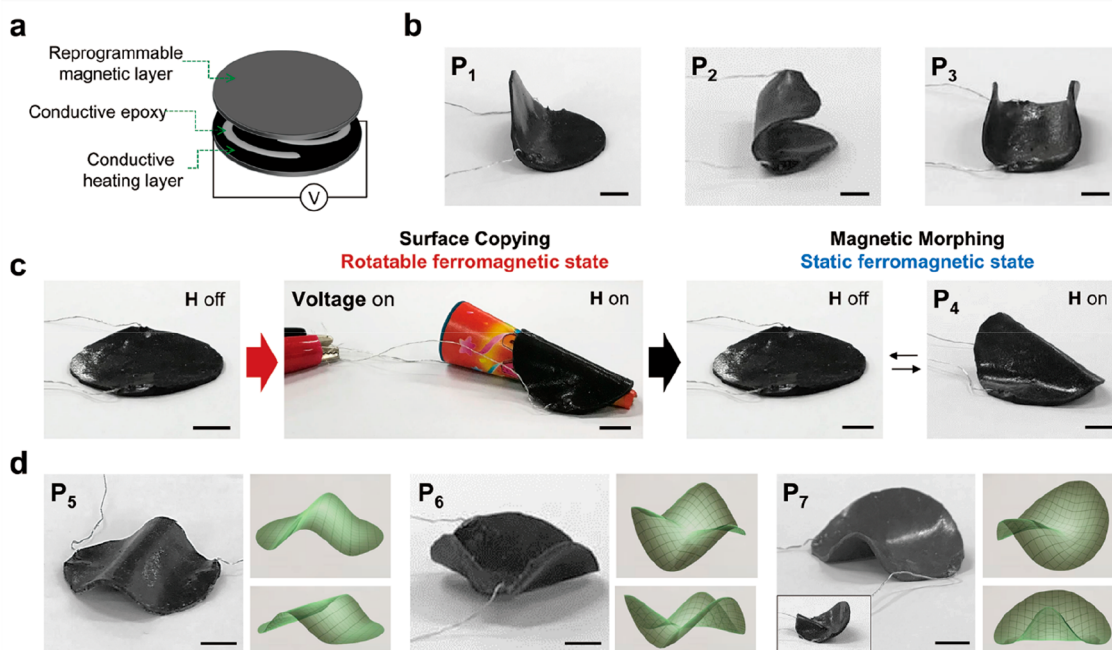 a
Reprogrammable
magnetic layer
Conductive epoxy
Conductive
heating layer
V
b
P₁
P₂
P₃
Surface Copying
Rotatable ferromagnetic state
Magnetic Morphing
Static ferromagnetic state
c
H off
Voltage on
H on
H off
P₄
H on
d
P₅
P₆
P₇